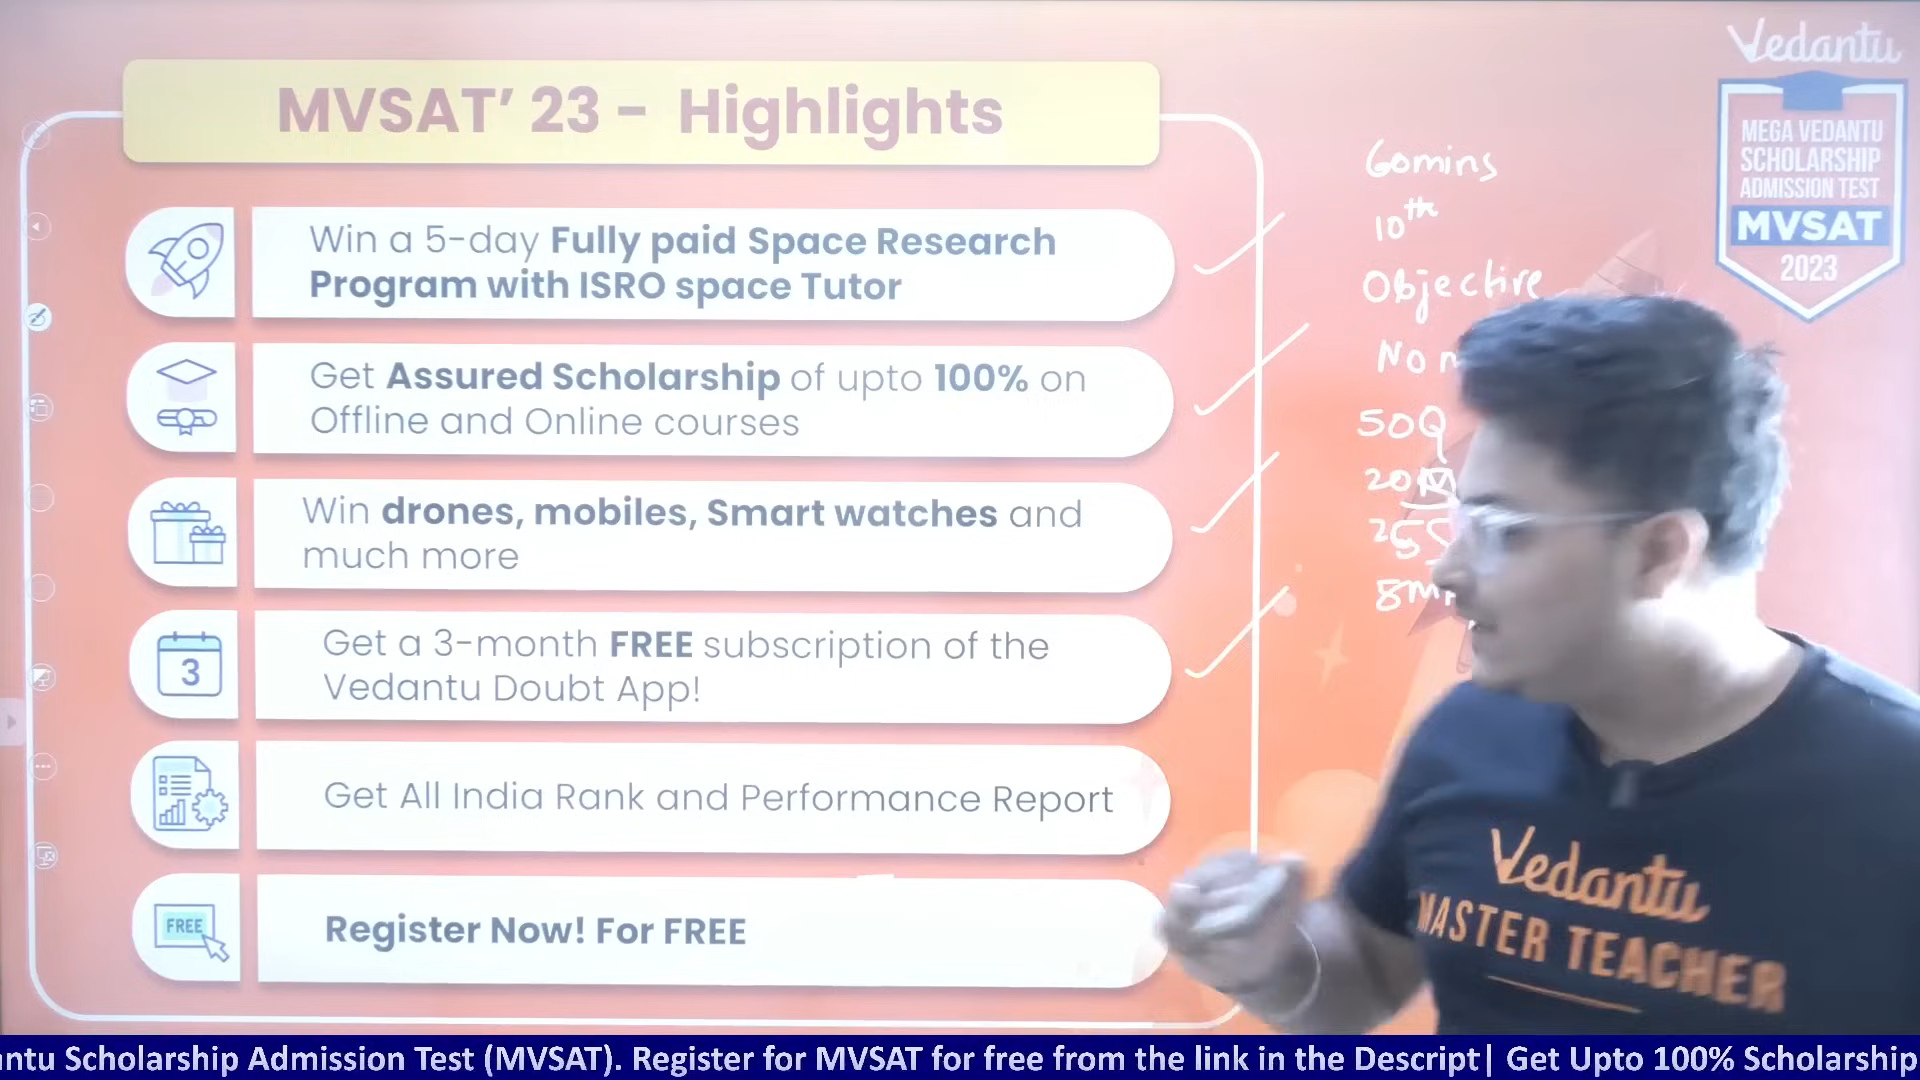 Vedantu
MEGA VEDANTU
SCHOLARSHIP
ADMISSION TEST
MVSAT
2023
MVSAT’ 23 - Highlights
Win a 5-day Fully paid Space Research
Program with ISRO space Tutor
Get Assured Scholarship of upto 100% on
Offline and Online courses
Win drones, mobiles, Smart watches and
much more
3
Get a 3-month FREE subscription of the
Vedantu Doubt App!
Get All India Rank and Performance Report
FREE
Register Now! For FREE
60mins
10th
Objective
No
50Q
20M
25S
Vedantu
MASTER TEACHER
ntu Scholarship Admission Test (MVSAT). Register for MVSAT for free from the link in the Descript| Get Upto 100% Scholarship